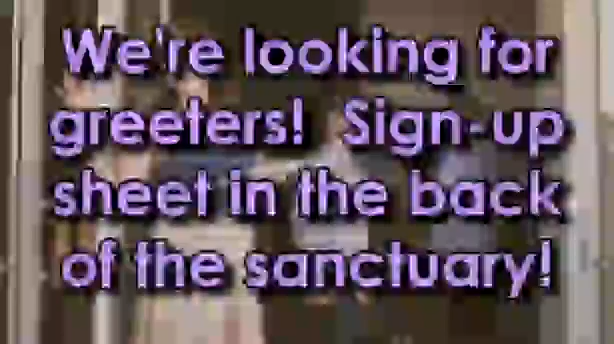 We're looking for
greeters!  Sign-up
sheet in the back
of the sanctuary!